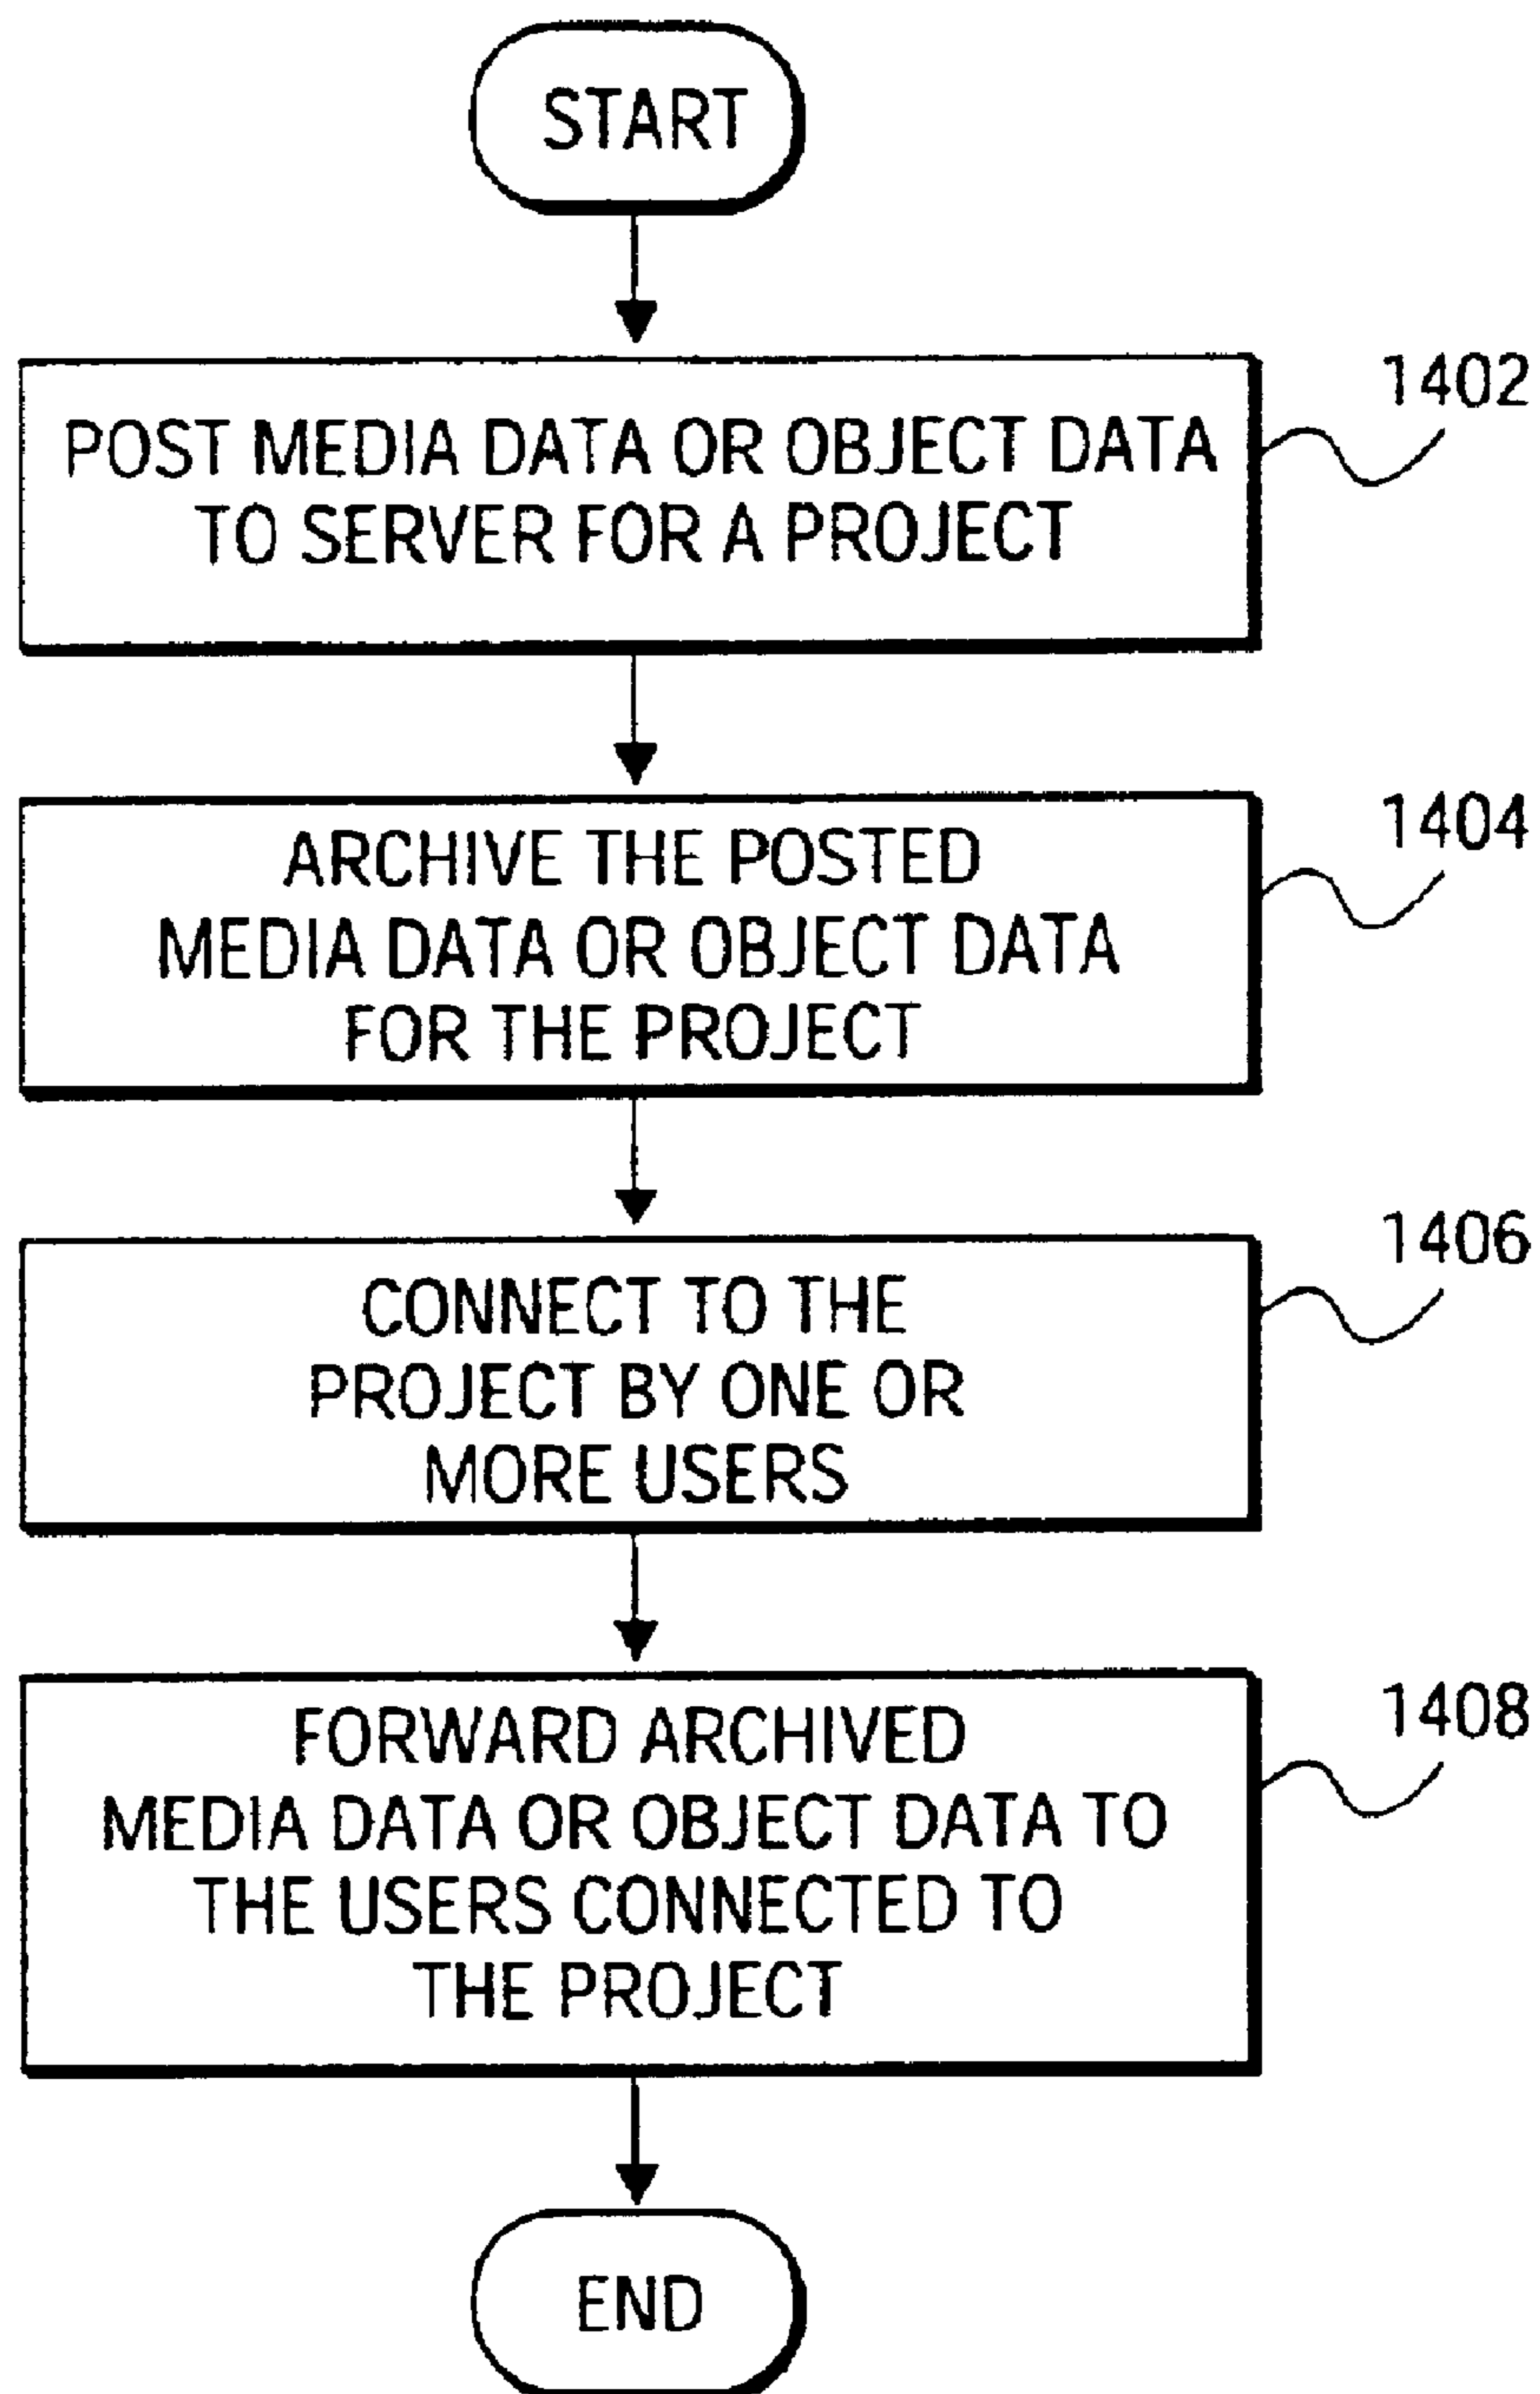 START
1402
POST MEDIA DATA OR OBJECT DATA
TO SERVER FOR A PROJECT
1404
ARCHIVE THE POSTED
MEDIA DATA OR OBJECT DATA
FOR THE PROJECT
1406
CONNECT TO THE
PROJECT BY ONE OR
MORE USERS
1408
FORWARD ARCHIVED
MEDIA DATA OR OBJECT DATA TO
THE USERS CONNECTED TO
THE PROJECT
END